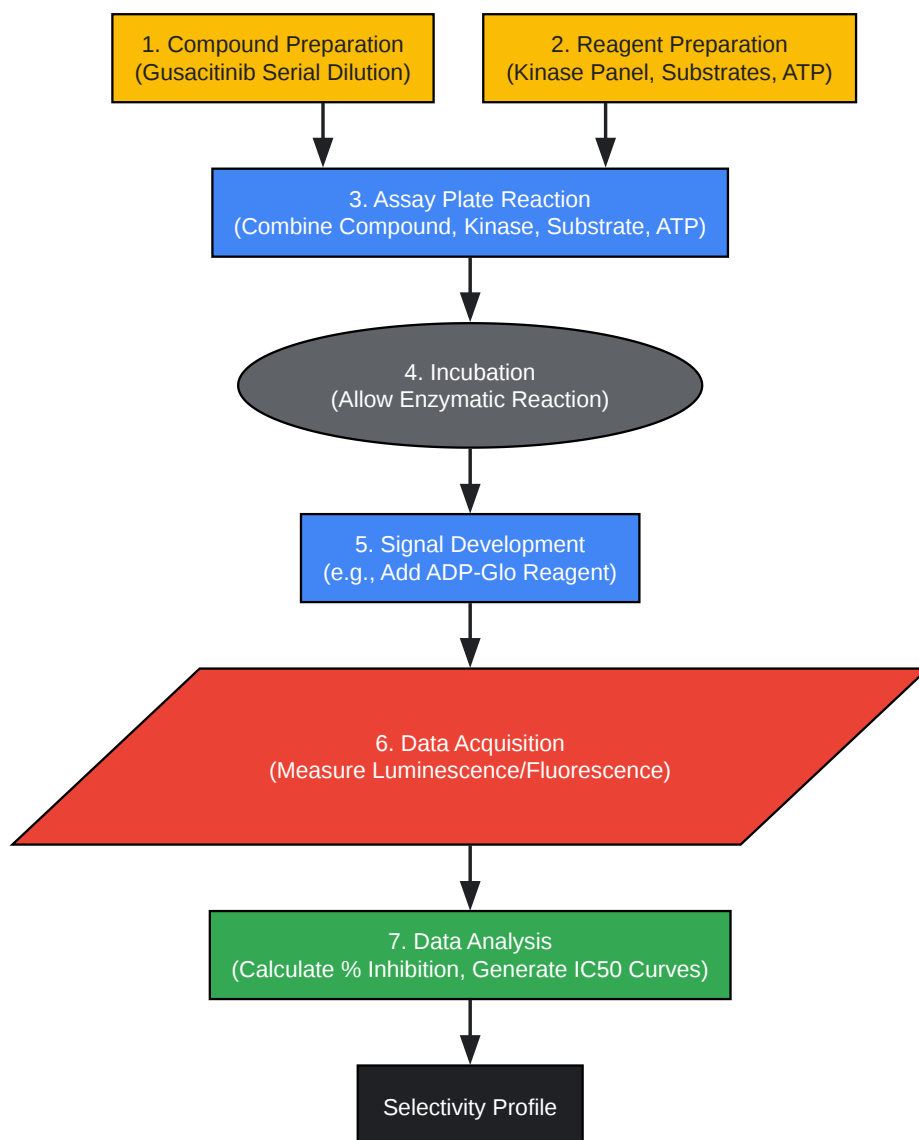 1. Compound Preparation
(Gusacitinib Serial Dilution)
2. Reagent Preparation
(Kinase Panel, Substrates, ATP)
3. Assay Plate Reaction
(Combine Compound, Kinase, Substrate, ATP)
4. Incubation
(Allow Enzymatic Reaction)
5. Signal Development
(e.g., Add ADP-Glo Reagent)
6. Data Acquisition
(Measure Luminescence/Fluorescence)
7. Data Analysis
(Calculate % Inhibition, Generate IC50 Curves)
Selectivity Profile